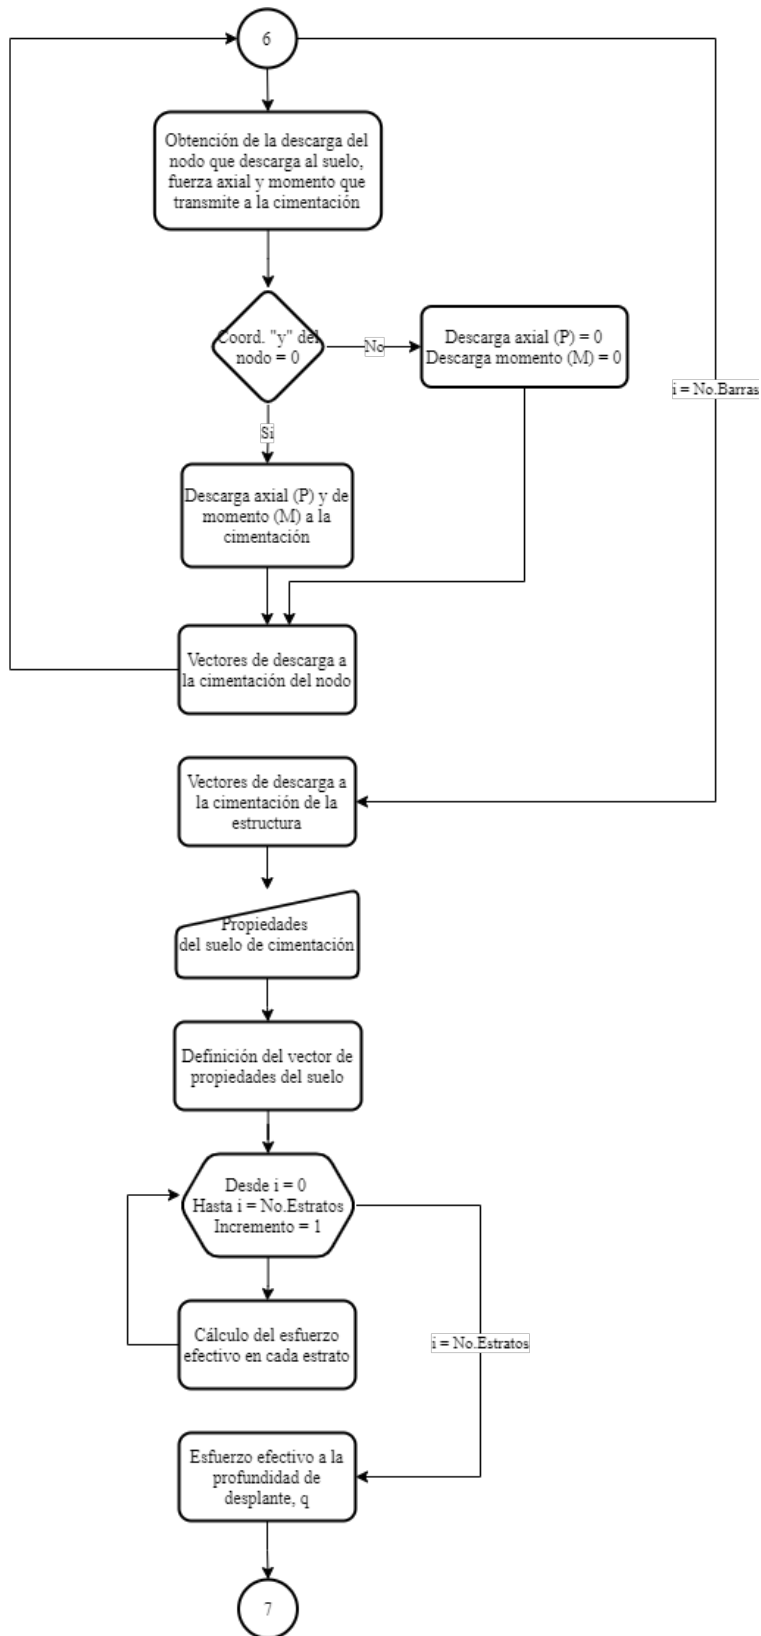 6
Obtención de la descarga del
nodo que descarga al suelo,
fuerza axial y momento que
transmite a la cimentación
Coord. "y" del
nodo = 0
No
Descarga axial (P) = 0
Descarga momento (M) = 0
i = No.Barras
Si
Descarga axial (P) y de
momento (M) a la
cimentación
Vectores de descarga a
la cimentación del nodo
Vectores de descarga a
la cimentación de la
estructura
Propiedades
del suelo de cimentación
Definición del vector de
propiedades del suelo
Desde i = 0
Hasta i = No.Estratos
Incremento = 1
Cálculo del esfuerzo
efectivo en cada estrato
i = No.Estratos
Esfuerzo efectivo a la
profundidad de
desplante, q
7